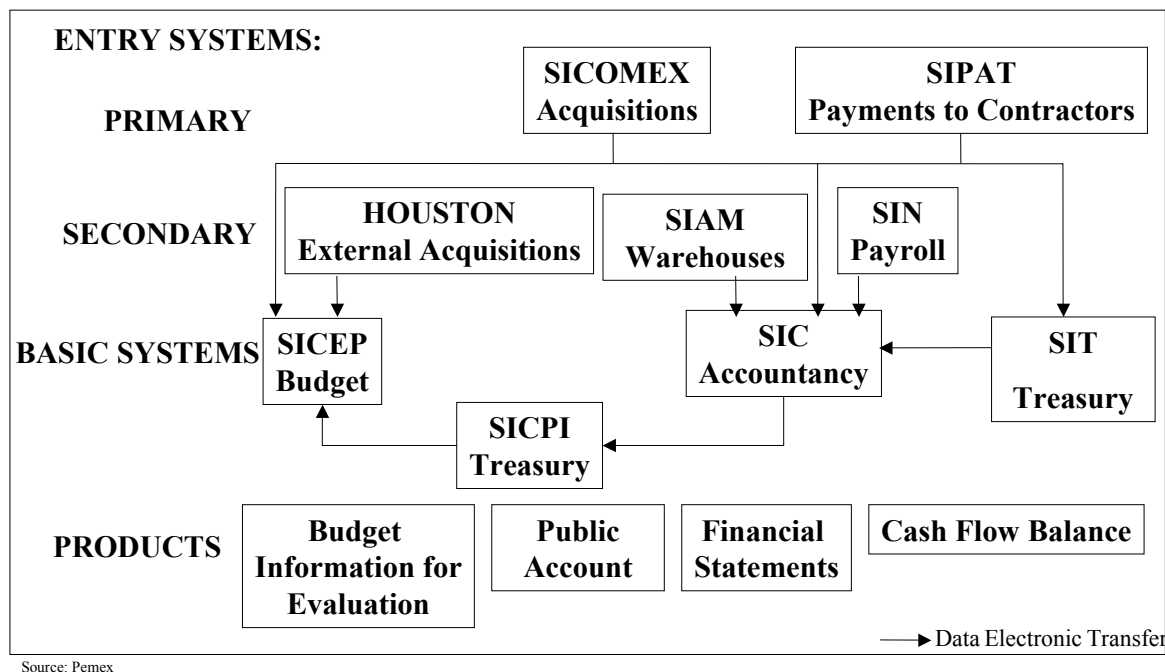 ENTRY SYSTEMS:
SICOMEX
Acquisitions
SIPAT
Payments to Contractors
PRIMARY
SECONDARY
HOUSTON
External Acquisitions
SIAM
Warehouses
SIN
Payroll
BASIC SYSTEMS
SICEP
Budget
SIC
Accountancy
SIT
Treasury
SICPI
Treasury
PRODUCTS
Budget
Information for
Evaluation
Public
Account
Financial
Statements
Cash Flow Balance
Data Electronic Transfer
Source: Pemex